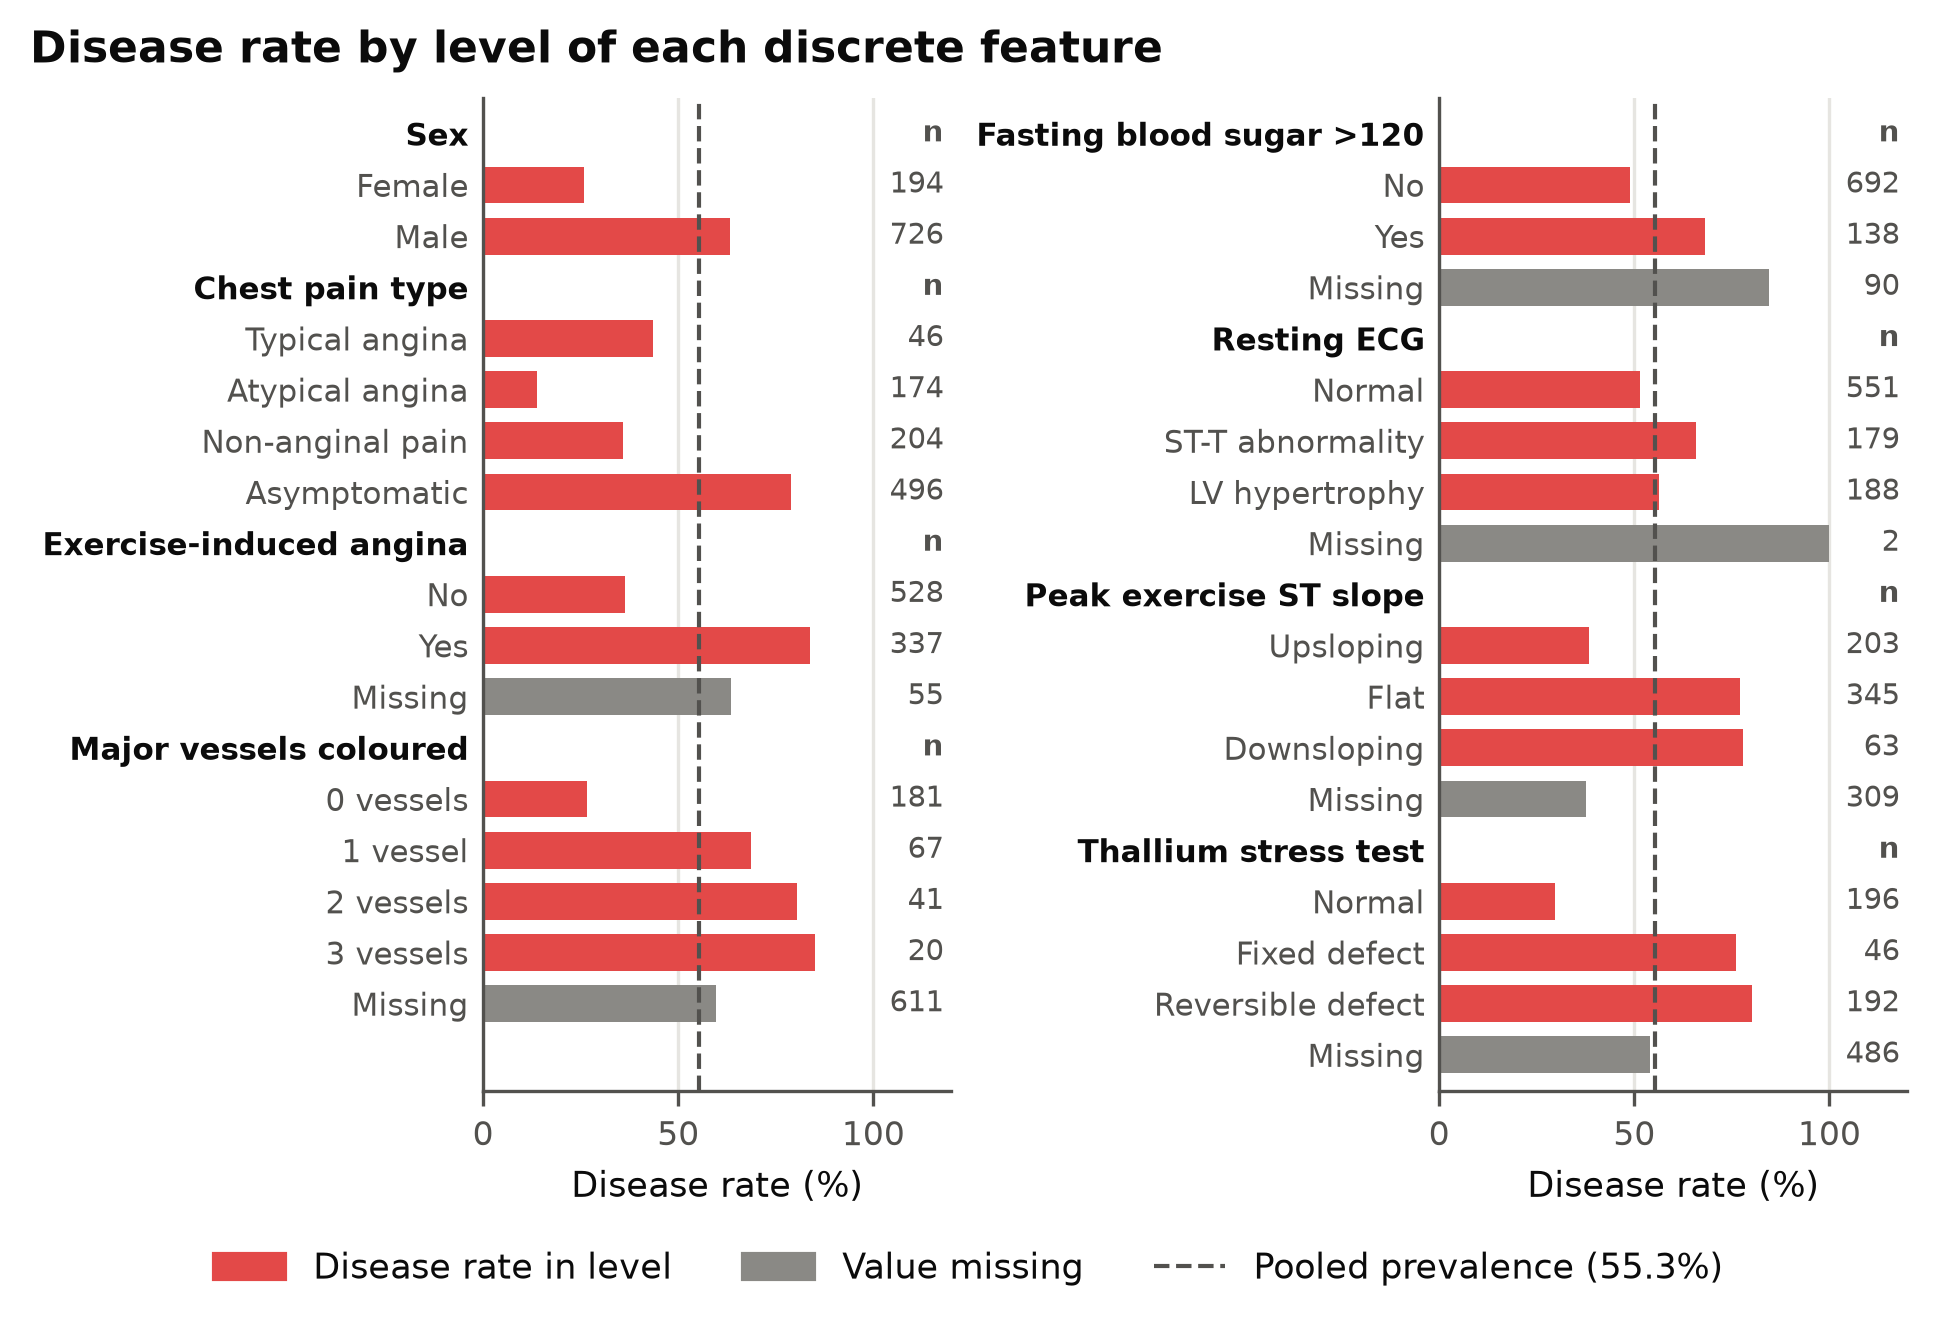 Disease rate by level of each discrete feature
Sex n
Female 194
Male 726
Chest pain type n
Typical angina 46
Atypical angina 174
Non-anginal pain 204
Asymptomatic 496
Exercise-induced angina n
No 528
Yes 337
Missing 55
Major vessels coloured n
0 vessels 181
1 vessel 67
2 vessels 41
3 vessels 20
Missing 611
0 50 100
Disease rate (%)
Fasting blood sugar >120 n
No 692
Yes 138
Missing 90
Resting ECG n
Normal 551
ST-T abnormality 179
LV hypertrophy 188
Missing 2
Peak exercise ST slope n
Upsloping 203
Flat 345
Downsloping 63
Missing 309
Thallium stress test n
Normal 196
Fixed defect 46
Reversible defect 192
Missing 486
0 50 100
Disease rate (%)
Disease rate in level Value missing Pooled prevalence (55.3%)